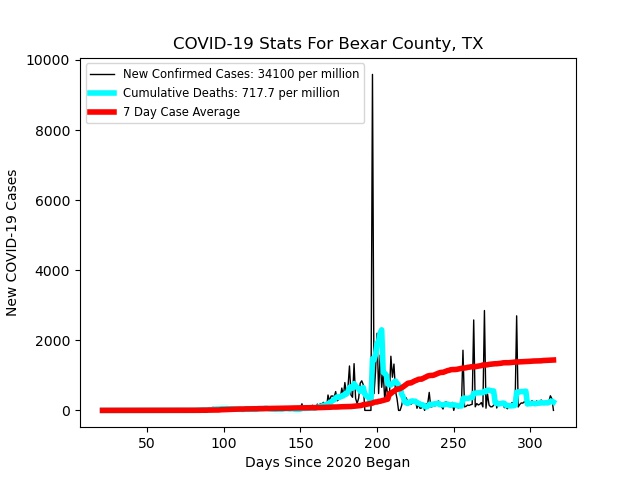 COVID-19 Stats For Bexar County, TX
New Confirmed Cases: 34100 per million
Cumulative Deaths: 717.7 per million
7 Day Case Average
10000
8000
6000
4000
2000
0
New COVID-19 Cases
50 100 150 200 250 300
Days Since 2020 Began